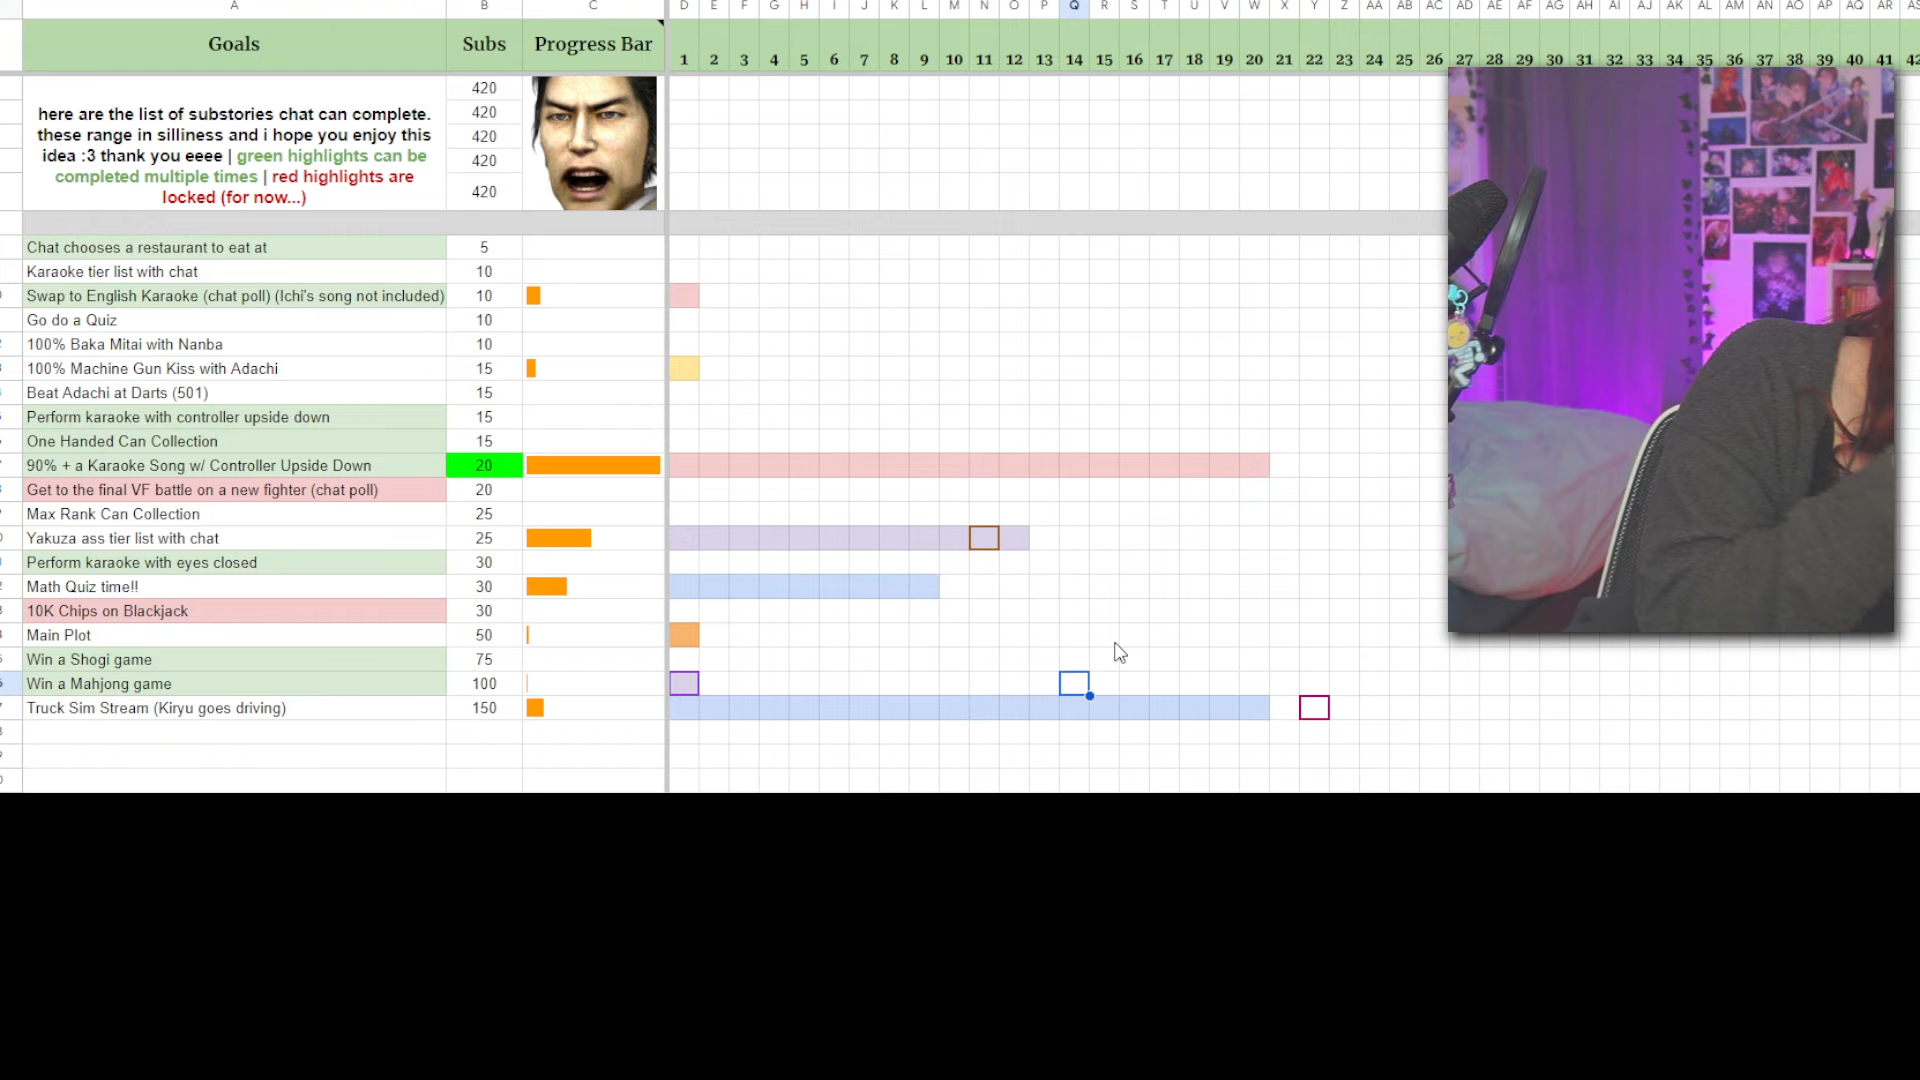 A B C D E F G H I J K L M N O P Q R S T U V W X Y Z AA AB AC AD AE AF AG AH AI AJ AK AL AM AN AO AP AQ AR AS
Goals Subs Progress Bar 1 2 3 4 5 6 7 8 9 10 11 12 13 14 15 16 17 18 19 20 21 22 23 24 25 26 27 28 29 30 31 32 33 34 35 36 37 38 39 40 41 42
420
420
420
420
420
here are the list of substories chat can complete.
these range in silliness and i hope you enjoy this
idea :3 thank you eeee | green highlights can be
completed multiple times | red highlights are
locked (for now...)
Chat chooses a restaurant to eat at 5
Karaoke tier list with chat 10
Swap to English Karaoke (chat poll) (Ichi's song not included) 10
Go do a Quiz 10
100% Baka Mitai with Nanba 10
100% Machine Gun Kiss with Adachi 15
Beat Adachi at Darts (501) 15
Perform karaoke with controller upside down 15
One Handed Can Collection 15
90% + a Karaoke Song w/ Controller Upside Down 20
Get to the final VF battle on a new fighter (chat poll) 20
Max Rank Can Collection 25
Yakuza ass tier list with chat 25
Perform karaoke with eyes closed 30
Math Quiz time!! 30
10K Chips on Blackjack 30
Main Plot 50
Win a Shogi game 75
Win a Mahjong game 100
Truck Sim Stream (Kiryu goes driving) 150